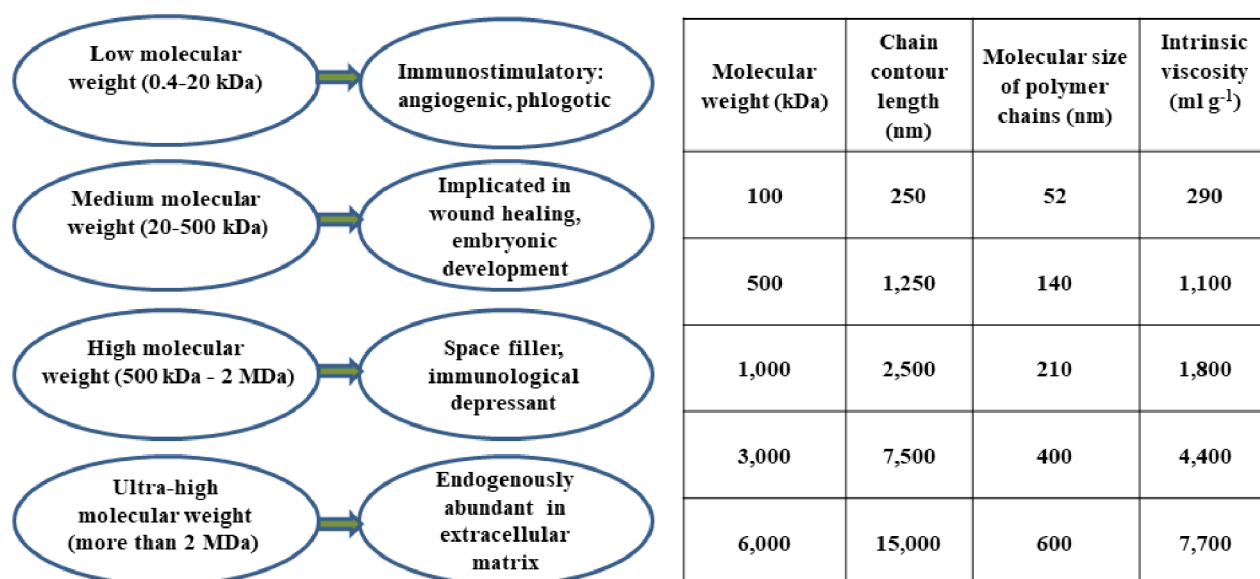 Low molecular
weight (0.4-20 kDa)
Immunostimulatory:
angiogenic, phlogotic
Medium molecular
weight (20-500 kDa)
Implicated in
wound healing,
embryonic
development
High molecular
weight (500 kDa - 2 MDa)
Space filler,
immunological
depressant
Ultra-high
molecular weight
(more than 2 MDa)
Endogenously
abundant in
extracellular
matrix
Molecular
weight (kDa)
Chain
contour
length
(nm)
Molecular size
of polymer
chains (nm)
Intrinsic
viscosity
(ml g⁻¹)
100 250 52 290
500 1,250 140 1,100
1,000 2,500 210 1,800
3,000 7,500 400 4,400
6,000 15,000 600 7,700